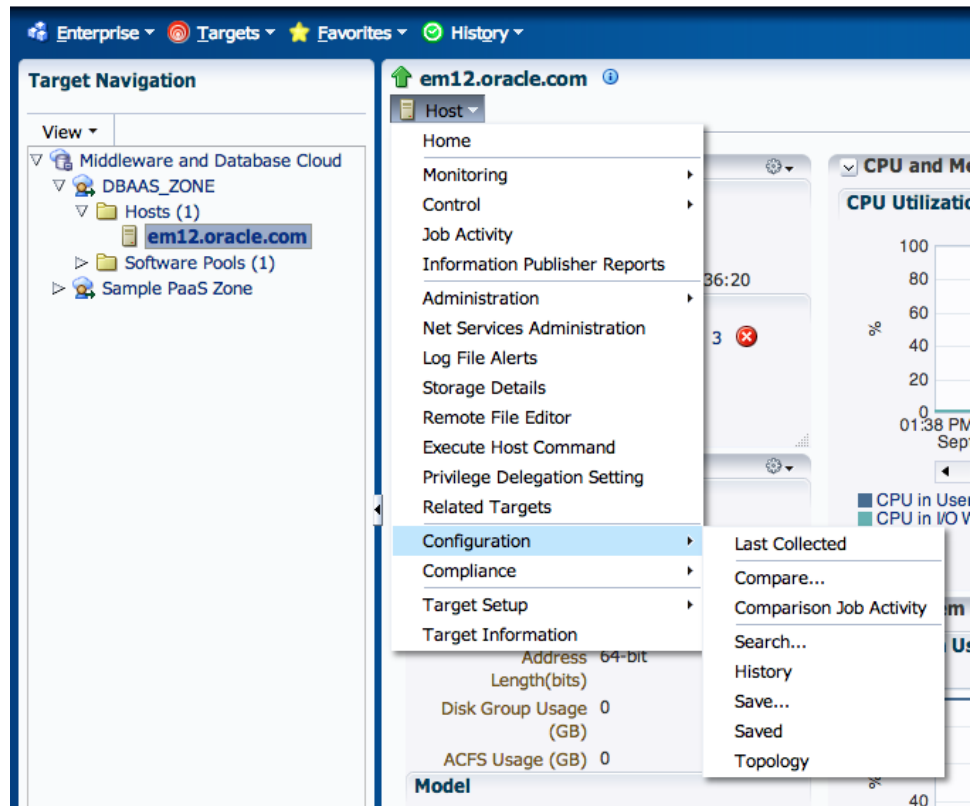 Enterprise Targets Favorites History
Target Navigation
View
Middleware and Database Cloud
DBAAS_ZONE
Hosts (1)
em12.oracle.com
Software Pools (1)
Sample PaaS Zone
em12.oracle.com
Host
Home
Monitoring
Control
Job Activity
Information Publisher Reports
Administration
Net Services Administration
Log File Alerts
Storage Details
Remote File Editor
Execute Host Command
Privilege Delegation Setting
Related Targets
Configuration
Compliance
Target Setup
Target Information
Last Collected
Compare...
Comparison Job Activity
Search...
History
Save...
Saved
Topology
36:20
3
Address 64-bit
Length(bits)
Disk Group Usage 0
(GB)
ACFS Usage (GB) 0
Model
CPU and Me
CPU Utilizatio
100
80
60
%
40
20
0
01:38 PM
Sept
CPU in User
CPU in I/O W
em
Us
%
40